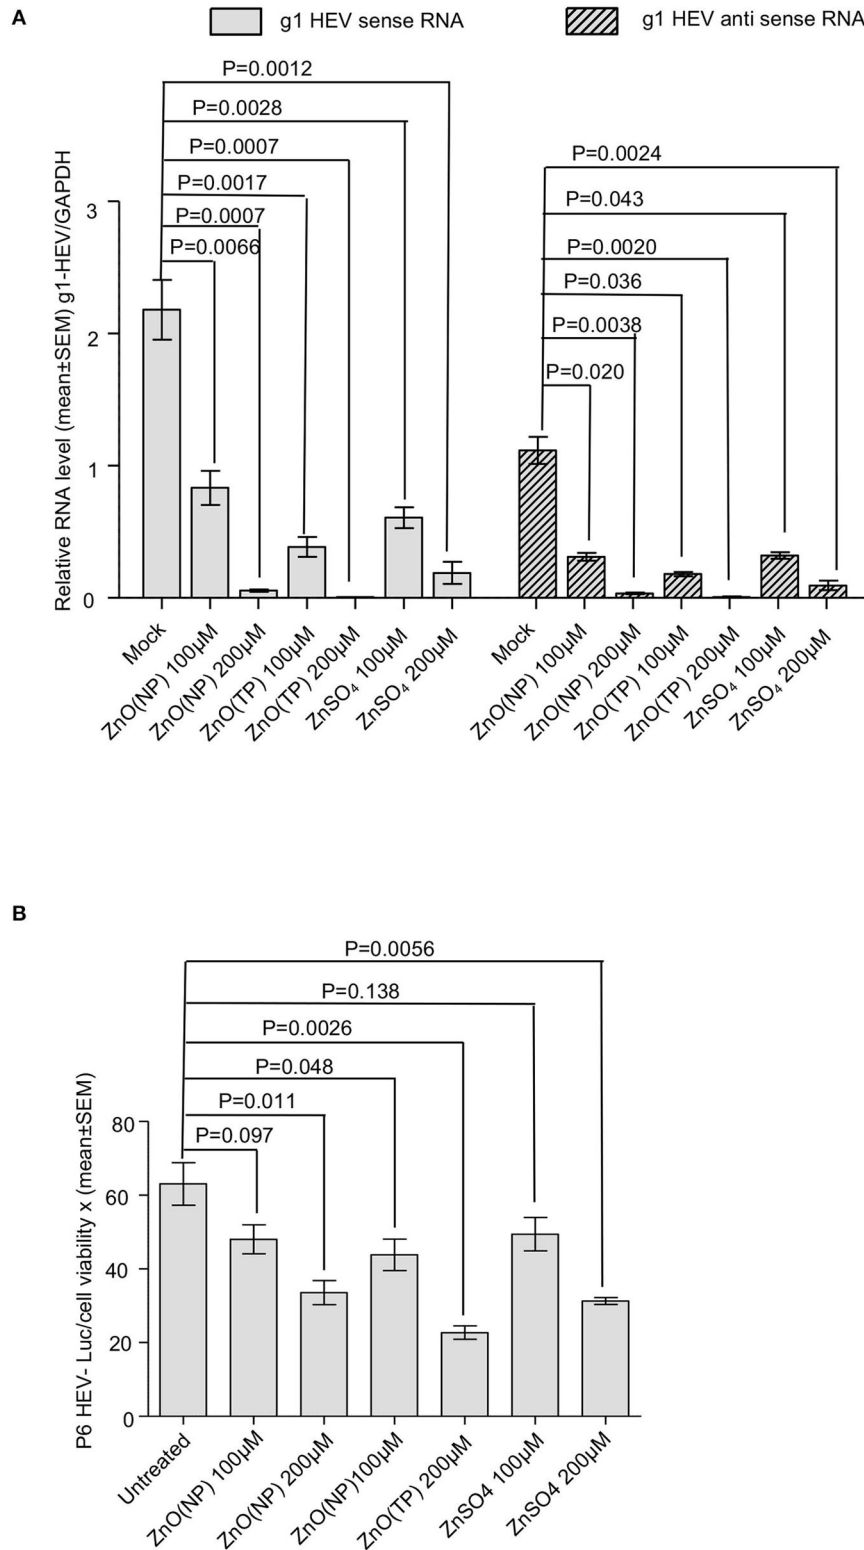 A
g1 HEV sense RNA
g1 HEV anti sense RNA
P=0.0012
P=0.0028
P=0.0007
P=0.0017
P=0.0007
P=0.0066
P=0.0024
P=0.043
P=0.0020
P=0.036
P=0.0038
P=0.020
Relative RNA level (mean±SEM) g1-HEV/GAPDH
3
2
1
0
Mock
ZnO(NP) 100µM
ZnO(NP) 200µM
ZnO(TP) 100µM
ZnO(TP) 200µM
ZnSO₄ 100µM
ZnSO₄ 200µM
Mock
ZnO(NP) 100µM
ZnO(NP) 200µM
ZnO(TP) 100µM
ZnO(TP) 200µM
ZnSO₄ 100µM
ZnSO₄ 200µM
B
P=0.0056
P=0.138
P=0.0026
P=0.048
P=0.011
P=0.097
P6 HEV- Luc/cell viability x (mean±SEM)
80
60
40
20
0
Untreated
ZnO(NP) 100µM
ZnO(NP) 200µM
ZnO(NP)100µM
ZnO(TP) 200µM
ZnSO4 100µM
ZnSO4 200µM